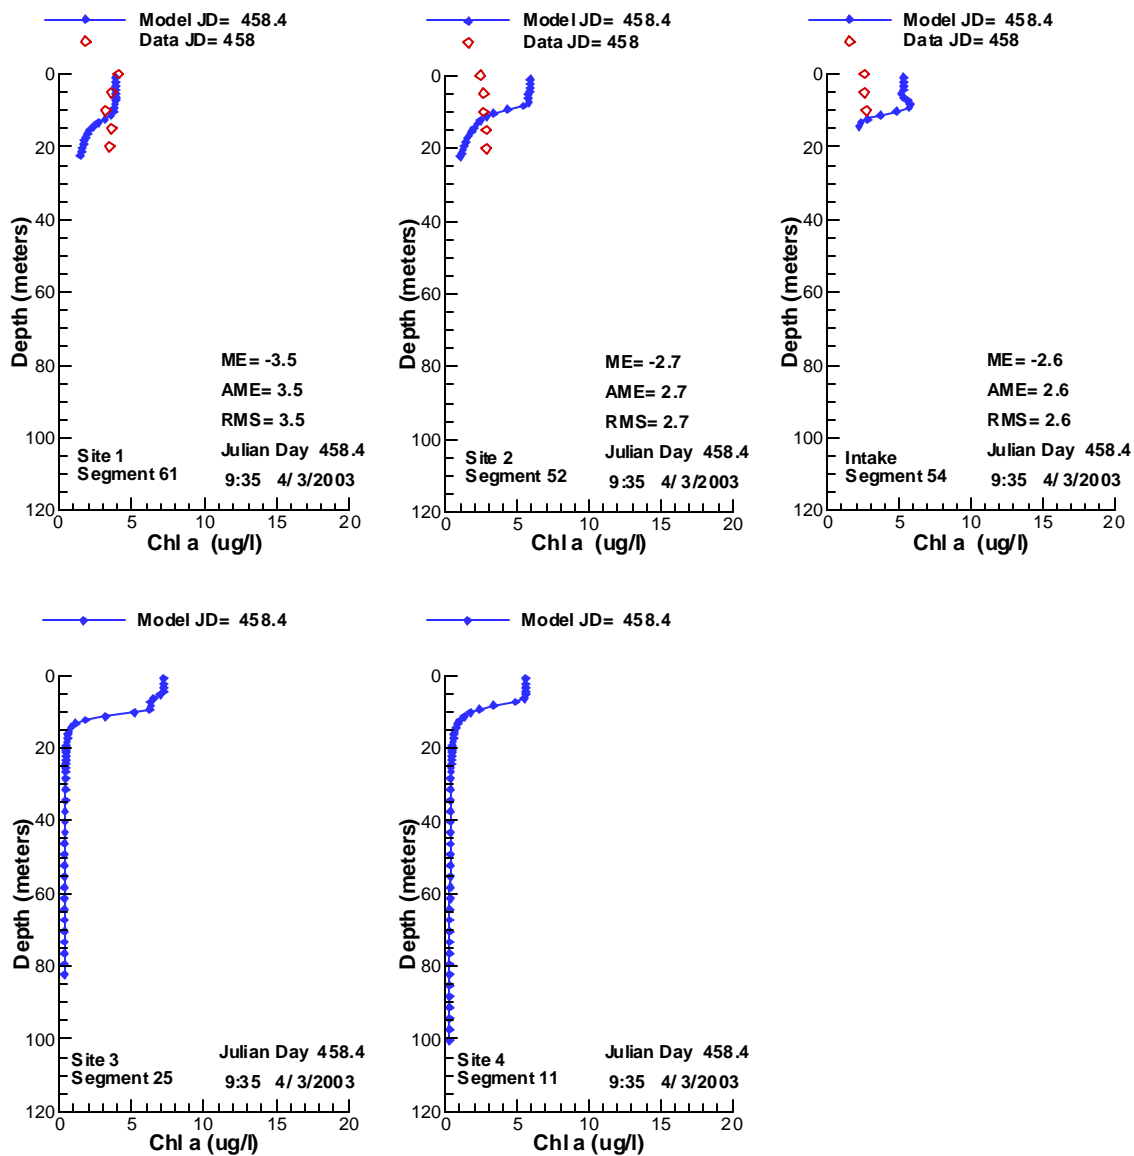 Model JD= 458.4
Data JD= 458
0
20
40
60
80
100
120
Depth (meters)
ME= -3.5
AME= 3.5
RMS= 3.5
Site 1
Segment 61
Julian Day 458.4
9:35 4/3/2003
0 5 10 15 20
Chl a (ug/l)
Model JD= 458.4
Data JD= 458
0
20
40
60
80
100
120
Depth (meters)
ME= -2.7
AME= 2.7
RMS= 2.7
Site 2
Segment 52
Julian Day 458.4
9:35 4/3/2003
0 5 10 15 20
Chl a (ug/l)
Model JD= 458.4
Data JD= 458
0
20
40
60
80
100
120
Depth (meters)
ME= -2.6
AME= 2.6
RMS= 2.6
Intake
Segment 54
Julian Day 458.4
9:35 4/3/2003
0 5 10 15 20
Chl a (ug/l)
Model JD= 458.4
0
20
40
60
80
100
120
Depth (meters)
Site 3
Segment 25
Julian Day 458.4
9:35 4/3/2003
0 5 10 15 20
Chl a (ug/l)
Model JD= 458.4
0
20
40
60
80
100
120
Depth (meters)
Site 4
Segment 11
Julian Day 458.4
9:35 4/3/2003
0 5 10 15 20
Chl a (ug/l)